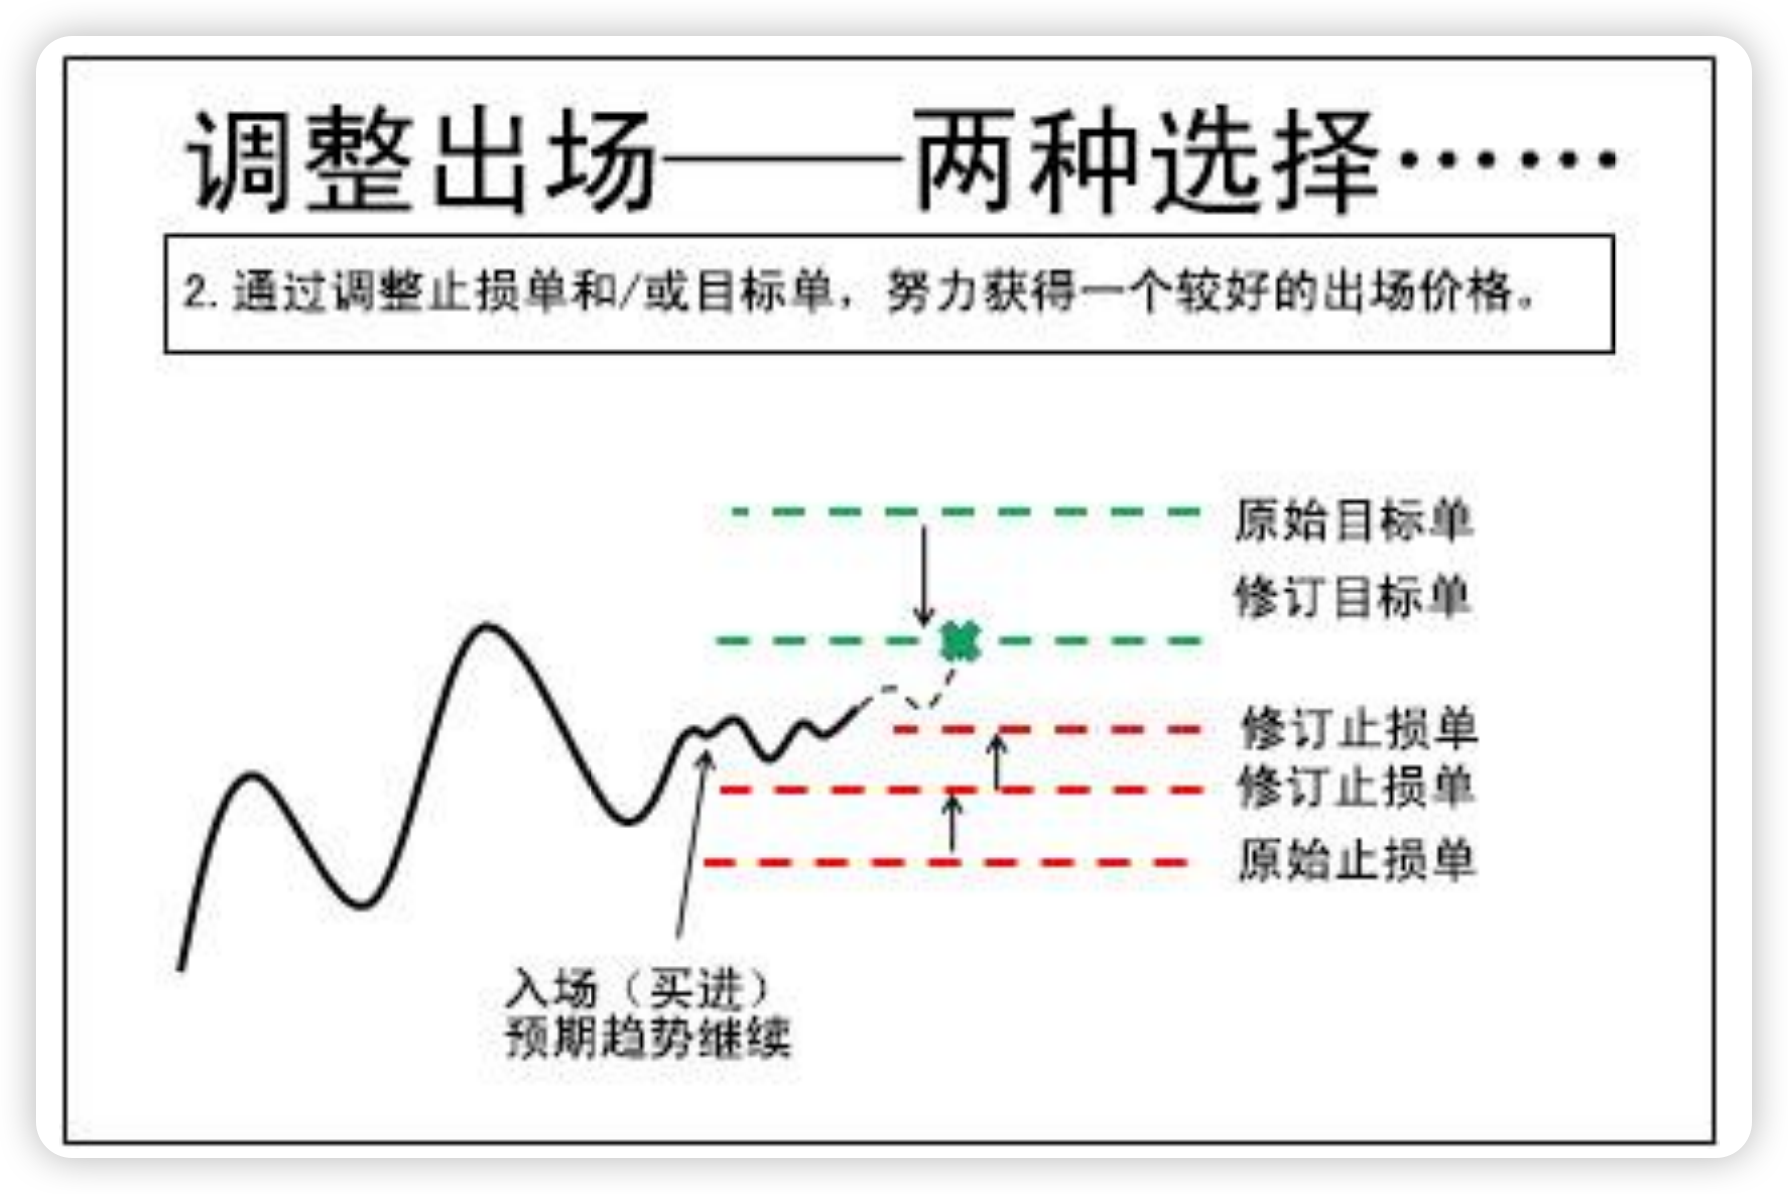 调整出场——两种选择……
2.通过调整止损单和/或目标单，努力获得一个较好的出场价格。
原始目标单
修订目标单
修订止损单
修订止损单
原始止损单
入场（买进）
预期趋势继续